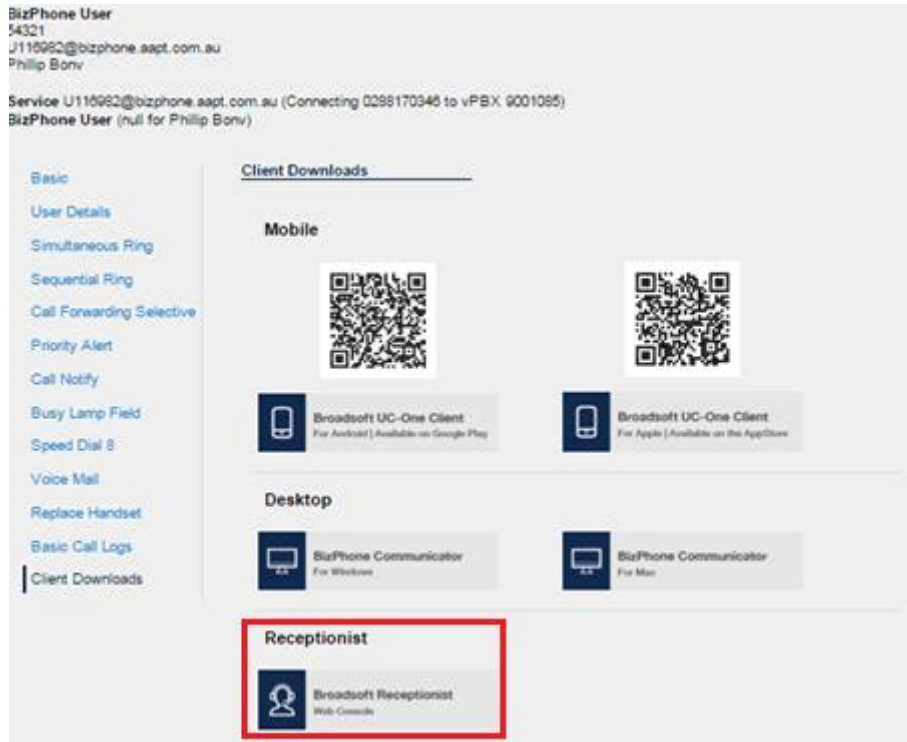 BizPhone User
54321
U116982@bizphone.aapt.com.au
Phillip Bonv
Service U116982@bizphone.aapt.com.au (Connecting 0288170346 to vPBX 9001085)
BizPhone User (null for Phillip Bonv)
Basic
User Details
Simultaneous Ring
Sequential Ring
Call Forwarding Selective
Priority Alert
Call Notify
Busy Lamp Field
Speed Dial 8
Voice Mail
Replace Handset
Basic Call Logs
Client Downloads
Client Downloads
Mobile
Broadsoft UC-One Client
For Android | Available on Google Play
Broadsoft UC-One Client
For Apple | Available on the AppStore
Desktop
BizPhone Communicator
For Windows
BizPhone Communicator
For Mac
Receptionist
Broadsoft Receptionist
Web Console